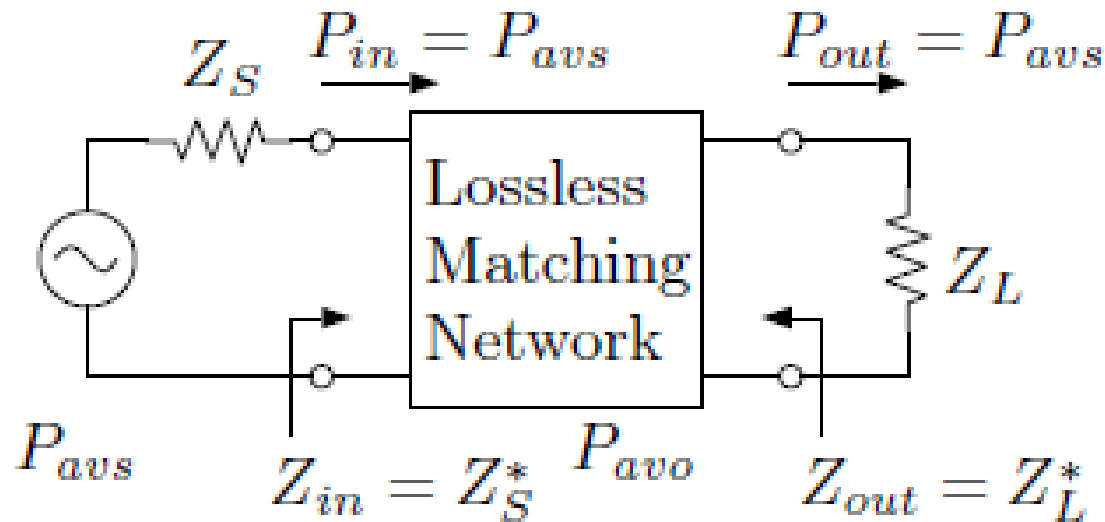 P_in = P_avs
P_out = P_avs
Z_S
Lossless
Matching
Network
Z_L
P_avs
Z_in = Z_S^*
P_avo
Z_out = Z_L^*